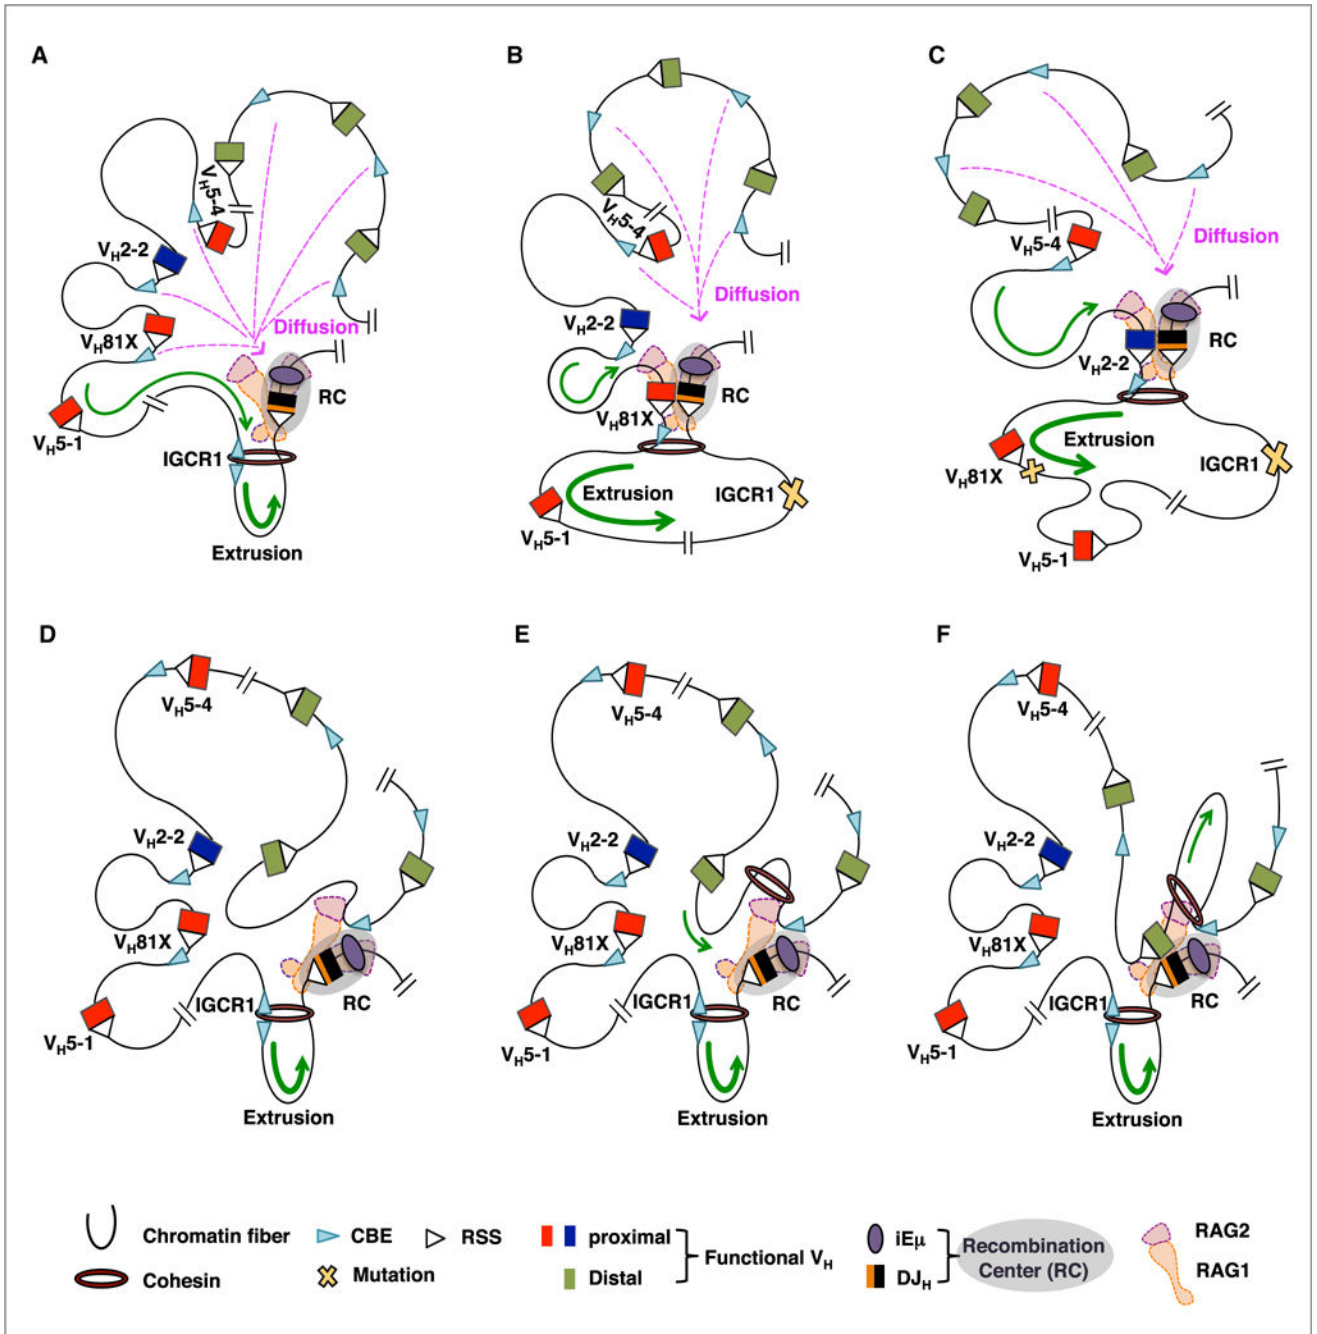 A
VH5-4
VH2-2
Diffusion
VH81X
RC
VH5-1
IGCR1
Extrusion
B
VH5-4
Diffusion
VH2-2
RC
VH81X
Extrusion
IGCR1
VH5-1
C
VH5-4
Diffusion
RC
VH2-2
Extrusion
IGCR1
VH81X
VH5-1
D
VH5-4
VH2-2
VH81X
IGCR1
RC
VH5-1
Extrusion
E
VH5-4
VH2-2
VH81X
IGCR1
RC
VH5-1
Extrusion
F
VH5-4
VH2-2
VH81X
IGCR1
RC
VH5-1
Extrusion
Chromatin fiber
CBE
RSS
proximal
Functional VH
iEμ
Recombination
Center (RC)
RAG2
Cohesin
Mutation
Distal
DJH
RAG1